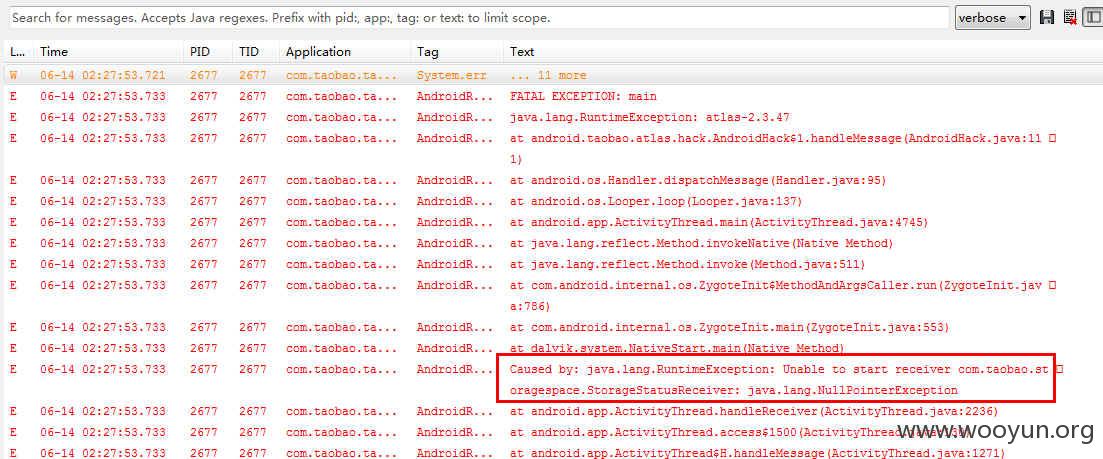 Search for messages. Accepts Java regexes. Prefix with pid:, app:, tag: or text: to limit scope.
verbose
L... Time PID TID Application Tag Text
W 06-14 02:27:53.721 2677 2677 com.taobao.ta... System.err ... 11 more
E 06-14 02:27:53.733 2677 2677 com.taobao.ta... AndroidR... FATAL EXCEPTION: main
E 06-14 02:27:53.733 2677 2677 com.taobao.ta... AndroidR... java.lang.RuntimeException: atlas-2.3.47
E 06-14 02:27:53.733 2677 2677 com.taobao.ta... AndroidR... at android.taobao.atlas.hack.AndroidHack$1.handleMessage(AndroidHack.java:11
1)
E 06-14 02:27:53.733 2677 2677 com.taobao.ta... AndroidR... at android.os.Handler.dispatchMessage(Handler.java:95)
E 06-14 02:27:53.733 2677 2677 com.taobao.ta... AndroidR... at android.os.Looper.loop(Looper.java:137)
E 06-14 02:27:53.733 2677 2677 com.taobao.ta... AndroidR... at android.app.ActivityThread.main(ActivityThread.java:4745)
E 06-14 02:27:53.733 2677 2677 com.taobao.ta... AndroidR... at java.lang.reflect.Method.invokeNative(Native Method)
E 06-14 02:27:53.733 2677 2677 com.taobao.ta... AndroidR... at java.lang.reflect.Method.invoke(Method.java:511)
E 06-14 02:27:53.733 2677 2677 com.taobao.ta... AndroidR... at com.android.internal.os.ZygoteInit$MethodAndArgsCaller.run(ZygoteInit.jav
a:786)
E 06-14 02:27:53.733 2677 2677 com.taobao.ta... AndroidR... at com.android.internal.os.ZygoteInit.main(ZygoteInit.java:553)
E 06-14 02:27:53.733 2677 2677 com.taobao.ta... AndroidR... at dalvik.system.NativeStart.main(Native Method)
E 06-14 02:27:53.733 2677 2677 com.taobao.ta... AndroidR... Caused by: java.lang.RuntimeException: Unable to start receiver com.taobao.st
oragespace.StorageStatusReceiver: java.lang.NullPointerException
E 06-14 02:27:53.733 2677 2677 com.taobao.ta... AndroidR... at android.app.ActivityThread.handleReceiver(ActivityThread.java:2236)
E 06-14 02:27:53.733 2677 2677 com.taobao.ta... AndroidR... at android.app.ActivityThread.access$1500(ActivityThread.java:130)
E 06-14 02:27:53.733 2677 2677 com.taobao.ta... AndroidR... at android.app.ActivityThread$H.handleMessage(ActivityThread.java:1271)
www.wooyun.org